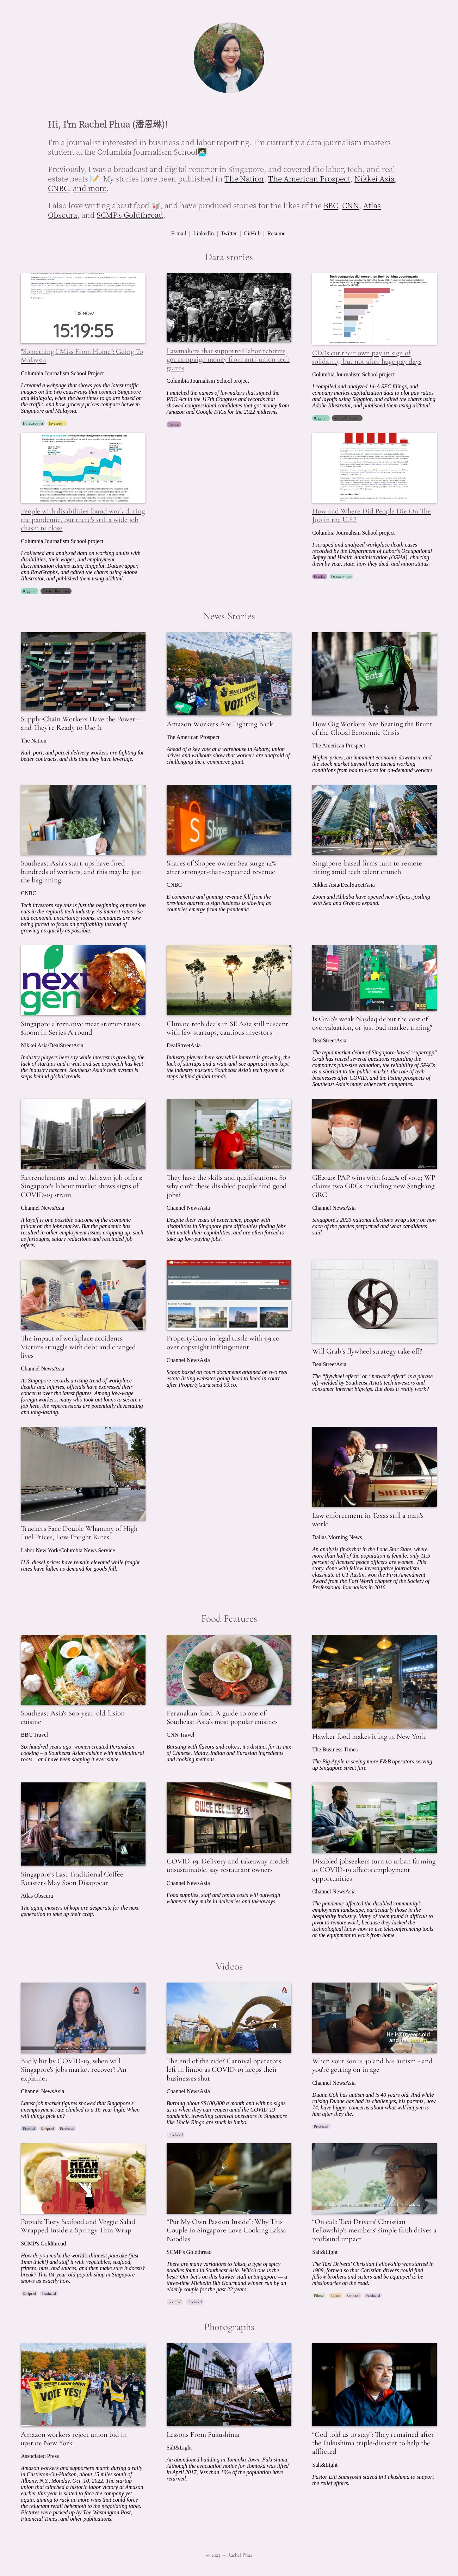 Hi, I'm Rachel Phua (潘恩琳)!
I'm a journalist interested in business and labor reporting. I'm currently a data journalism masters
student at the Columbia Journalism School👩🏻‍💻
Previously, I was a broadcast and digital reporter in Singapore, and covered the labor, tech, and real
estate beats 📝. My stories have been published in The Nation, The American Prospect, Nikkei Asia,
CNBC, and more.
I also love writing about food 🥡, and have produced stories for the likes of the BBC, CNN, Atlas
Obscura, and SCMP's Goldthread.
E-mail | LinkedIn | Twitter | GitHub | Resume
Data stories
IT IS NOW
15:19:55
"Something I Miss From Home": Going To
Malaysia
Columbia Journalism School Project
I created a webpage that shows you the latest traffic
images on the two causeways that connect Singapore
and Malaysia, where the best time is to go are based on
the traffic, and how grocery prices compare between
Singapore and Malaysia.
Datawrapper Javascript
Lawmakers that supported labor reforms
got campaign money from anti-union tech
giants
Columbia Journalism School project
I matched the names of lawmakers that signed the
PRO Act in the 117th Congress and records that
showed congressional candidates receiving money from
Amazon and Google PACs for the 2022 midterms.
Pandas
Tech companies did worse than their working counterparts
CEOs cut their own pay in sign of
solidarity, but not after huge pay days
Columbia Journalism School project
I compiled and analyzed 14-A SEC filings, and
company market capitalization data to plot pay ratios
and layoffs using R/ggplot, and edited the charts using
Adobe Illustrator, and published them using ai2html.
R/ggplot Adobe Illustrator
People with disabilities found work during
the pandemic, but there's still a wide job
chasm to close
Columbia Journalism School project
I collected and analyzed data on working adults with
disabilities, their wages, and employment
discrimination claims using R/ggplot, Datawrapper,
and RawGraphs, and edited the charts using Adobe
Illustrator, and published them using ai2html.
R/ggplot Adobe Illustrator
How and Where Did People Die On The
Job in the U.S?
Columbia Journalism School project
I scraped and analyzed workplace death cases
recorded by the Department of Labor's Occupational
Safety and Health Administration (OSHA), charting
them by year, state, how they died, and union status.
Pandas Datawrapper
News Stories
Supply-Chain Workers Have the Power—
and They're Ready to Use It
The Nation
Rail, port, and parcel delivery workers are fighting for
better contracts, and this time they have leverage.
VOTE YES!
Amazon Workers Are Fighting Back
The American Prospect
Ahead of a key vote at a warehouse in Albany, union
drives and walkouts show that workers are unafraid of
challenging the e-commerce giant.
Uber
Eats
How Gig Workers Are Bearing the Brunt
of the Global Economic Crisis
The American Prospect
Higher prices, an imminent economic downturn, and
the stock market turmoil have turned working
conditions from bad to worse for on-demand workers.
Southeast Asia's start-ups have fired
hundreds of workers, and this may be just
the beginning
CNBC
Tech investors say this is just the beginning of more job
cuts in the region's tech industry. As interest rates rise
and economic uncertainty looms, companies are now
being forced to focus on profitability instead of
growing as quickly as possible.
Shares of Shopee-owner Sea surge 14%
after stronger-than-expected revenue
CNBC
E-commerce and gaming revenue fell from the
previous quarter, a sign business is slowing as
countries emerge from the pandemic.
Singapore-based firms turn to remote
hiring amid tech talent crunch
Nikkei Asia/DealStreetAsia
Zoom and Alibaba have opened new offices, jostling
with Sea and Grab to expand.
next
gen
Singapore alternative meat startup raises
$100m in Series A round
Nikkei Asia/DealStreetAsia
Industry players here say while interest is growing, the
lack of startups and a wait-and-see approach has kept
the industry nascent. Southeast Asia's tech system is
steps behind global trends.
Climate tech deals in SE Asia still nascent
with few startups, cautious investors
DealStreetAsia
Industry players here say while interest is growing, the
lack of startups and a wait-and-see approach has kept
the industry nascent. Southeast Asia's tech system is
steps behind global trends.
Is Grab's weak Nasdaq debut the cost of
overvaluation, or just bad market timing?
DealStreetAsia
The tepid market debut of Singapore-based "superapp"
Grab has raised several questions regarding the
company's plus-size valuation, the reliability of SPACs
as a shortcut to the public market, the role of tech
businesses after COVID, and the listing prospects of
Southeast Asia's many other tech companies.
Retrenchments and withdrawn job offers:
Singapore's labour market shows signs of
COVID-19 strain
Channel NewsAsia
A layoff is one possible outcome of the economic
fallout on the jobs market. But the pandemic has
resulted in other employment issues cropping up, such
as furloughs, salary reductions and rescinded job
offers.
They have the skills and qualifications. So
why can't these disabled people find good
jobs?
Channel NewsAsia
Despite their years of experience, people with
disabilities in Singapore face difficulties finding jobs
that match their capabilities, and are often forced to
take up low-paying jobs.
GE2020: PAP wins with 61.24% of vote; WP
claims two GRCs including new Sengkang
GRC
Channel NewsAsia
Singapore's 2020 national elections wrap story on how
each of the parties performed and what candidates
said.
The impact of workplace accidents:
Victims struggle with debt and changed
lives
Channel NewsAsia
As Singapore records a rising trend of workplace
deaths and injuries, officials have expressed their
concerns over the latest figures. Among low-wage
foreign workers, many who took out loans to secure a
job here, the repercussions are potentially devastating
and long-lasting.
PropertyGuru in legal tussle with 99.co
over copyright infringement
Channel NewsAsia
Scoop based on court documents attained on two real
estate listing websites going head to head in court
after PropertyGuru sued 99.co.
Will Grab's flywheel strategy take off?
DealStreetAsia
The "flywheel effect" or "network effect" is a phrase
oft-wielded by Southeast Asia's tech investors and
consumer internet bigwigs. But does it really work?
Truckers Face Double Whammy of High
Fuel Prices, Low Freight Rates
Labor New York/Columbia News Service
U.S. diesel prices have remain elevated while freight
rates have fallen as demand for goods fall.
SHERIFF
Law enforcement in Texas still a man's
world
Dallas Morning News
An analysis finds that in the Lone Star State, where
more than half of the population is female, only 11.5
percent of licensed peace officers are women. This
story, done with fellow investigative journalism
classmate at UT Austin, won the First Amendment
Award from the Fort Worth chapter of the Society of
Professional Journalists in 2016.
Food Features
Southeast Asia's 600-year-old fusion
cuisine
BBC Travel
Six hundred years ago, women created Peranakan
cooking – a Southeast Asian cuisine with multicultural
roots – and have been shaping it ever since.
Peranakan food: A guide to one of
Southeast Asia's most popular cuisines
CNN Travel
Bursting with flavors and colors, it's distinct for its mix
of Chinese, Malay, Indian and Eurasian ingredients
and cooking methods.
Hawker food makes it big in New York
The Business Times
The Big Apple is seeing more F&B operators serving
up Singapore street fare
Singapore's Last Traditional Coffee
Roasters May Soon Disappear
Atlas Obscura
The aging masters of kopi are desperate for the next
generation to take up their craft.
COVID-19: Delivery and takeaway models
unsustainable, say restaurant owners
Channel NewsAsia
Food supplies, staff and rental costs will outweigh
whatever they make in deliveries and takeaways.
Disabled jobseekers turn to urban farming
as COVID-19 affects employment
opportunities
Channel NewsAsia
The pandemic affected the disabled community's
employment landscape, particularly those in the
hospitality industry. Many of them found it difficult to
pivot to remote work, because they lacked the
technological know-how to use teleconferencing tools
or the equipment to work from home.
Videos
Badly hit by COVID-19, when will
Singapore's jobs market recover? An
explainer
Channel NewsAsia
Latest job market figures showed that Singapore's
unemployment rate climbed to a 16-year high. When
will things pick up?
Scripted Produced
The end of the ride? Carnival operators
left in limbo as COVID-19 keeps their
businesses shut
Channel NewsAsia
Burning about S$100,000 a month and with no signs
as to when they can reopen amid the COVID-19
pandemic, travelling carnival operators in Singapore
like Uncle Ringo are stuck in limbo.
Produced
He is 40 years old
When your son is 40 and has autism - and
you're getting on in age
Channel NewsAsia
Duane Goh has autism and is 40 years old. And while
raising Duane has had its challenges, his parents, now
74, have bigger concerns about what will happen to
him after they die.
Produced
MEAN
STREET
GOURMET
Popiah: Tasty Seafood and Veggie Salad
Wrapped Inside a Springy Thin Wrap
SCMP's Goldthread
How do you make the world's thinnest pancake (just
1mm thick!) and stuff it with vegetables, seafood,
fritters, nuts, and sauces, and then make sure it doesn't
break? This 84-year-old popiah shop in Singapore
shows us exactly how.
Scripted Produced
"Put My Own Passion Inside": Why This
Couple in Singapore Love Cooking Laksa
Noodles
SCMP's Goldthread
There are many variations to laksa, a type of spicy
noodles found in Southeast Asia. Which one is the
best? Our bet's on this hawker stall in Singapore — a
three-time Michelin Bib Gourmand winner run by an
elderly couple for the past 22 years.
Scripted Produced
"On call: Taxi Drivers' Christian
Fellowship's members' simple faith drives a
profound impact
Salt&Light
The Taxi Drivers' Christian Fellowship was started in
1989, formed so that Christian drivers could find
fellow brothers and sisters and be equipped to be
missionaries on the road.
Filmed Edited Scripted Produced
Photographs
VOTE YES!
Amazon workers reject union bid in
upstate New York
Associated Press
Amazon workers and supporters march during a rally
in Castleton-On-Hudson, about 15 miles south of
Albany, N.Y., Monday, Oct. 10, 2022. The startup
union that clinched a historic labor victory at Amazon
earlier this year is slated to face the company yet
again, aiming to rack up more wins that could force
the reluctant retail behemoth to the negotiating table.
Pictures were picked up by The Washington Post,
Financial Times, and other publications.
Lessons From Fukushima
Salt&Light
An abandoned building in Tomioka Town, Fukushima.
Although the evacuation notice for Tomioka was lifted
in April 2017, less than 10% of the population have
returned.
"God told us to stay": They remained after
the Fukushima triple-disaster to help the
afflicted
Salt&Light
Pastor Eiji Sumiyoshi stayed in Fukushima to support
the relief efforts.
© 2023 — Rachel Phua